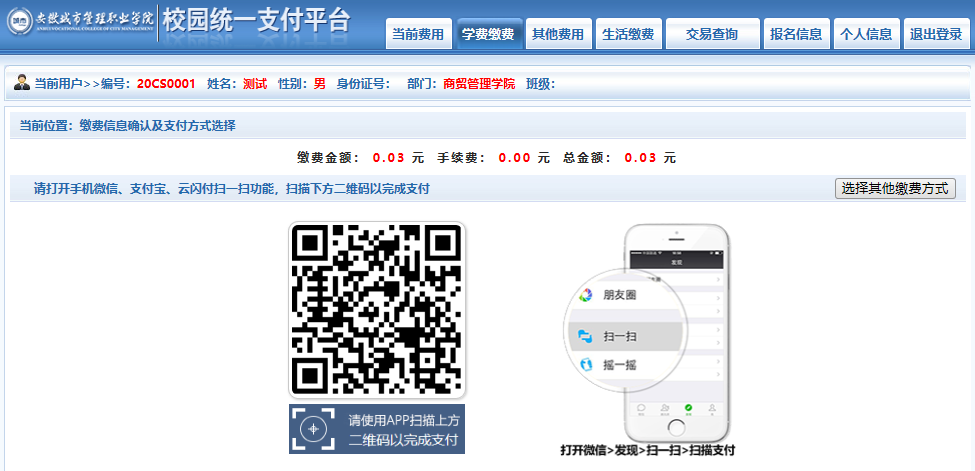 安徽城市管理职业学院 校园统一支付平台
当前费用 学费缴费 其他费用 生活缴费 交易查询 报名信息 个人信息 退出登录
当前用户>>编号：20CS0001 姓名：测试 性别：男 身份证号： 部门：商贸管理学院 班级：
当前位置：缴费信息确认及支付方式选择
缴费金额： 0.03 元 手续费： 0.00 元 总金额： 0.03 元
请打开手机微信、支付宝、云闪付扫一扫功能，扫描下方二维码以完成支付
选择其他缴费方式
发现
朋友圈
扫一扫
摇一摇
请使用APP扫描上方
二维码以完成支付
打开微信>发现>扫一扫>扫描支付